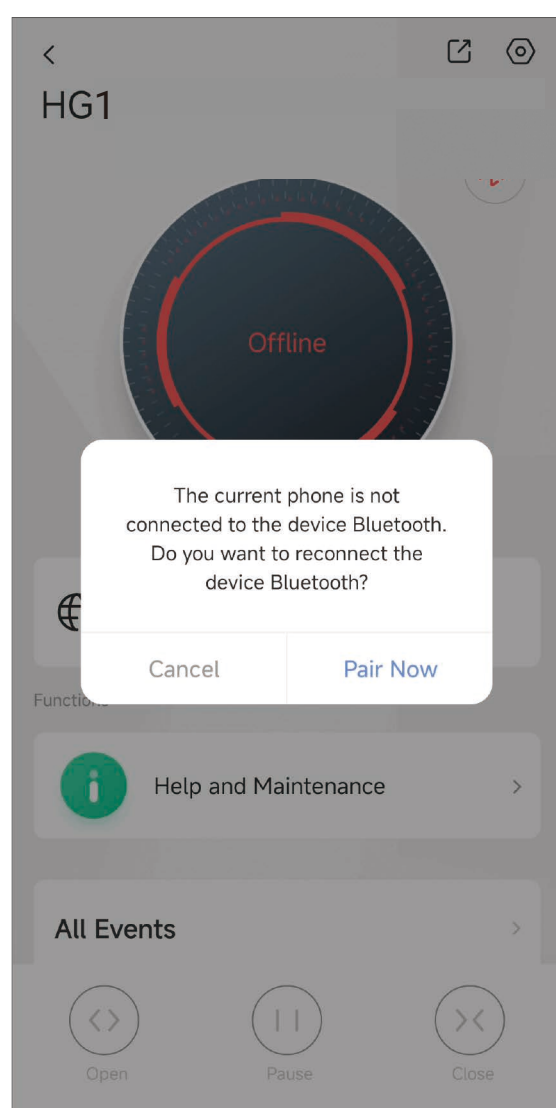 HG1
Offline
The current phone is not
connected to the device Bluetooth.
Do you want to reconnect the
device Bluetooth?
Cancel
Pair Now
Help and Maintenance
All Events
Open
Pause
Close